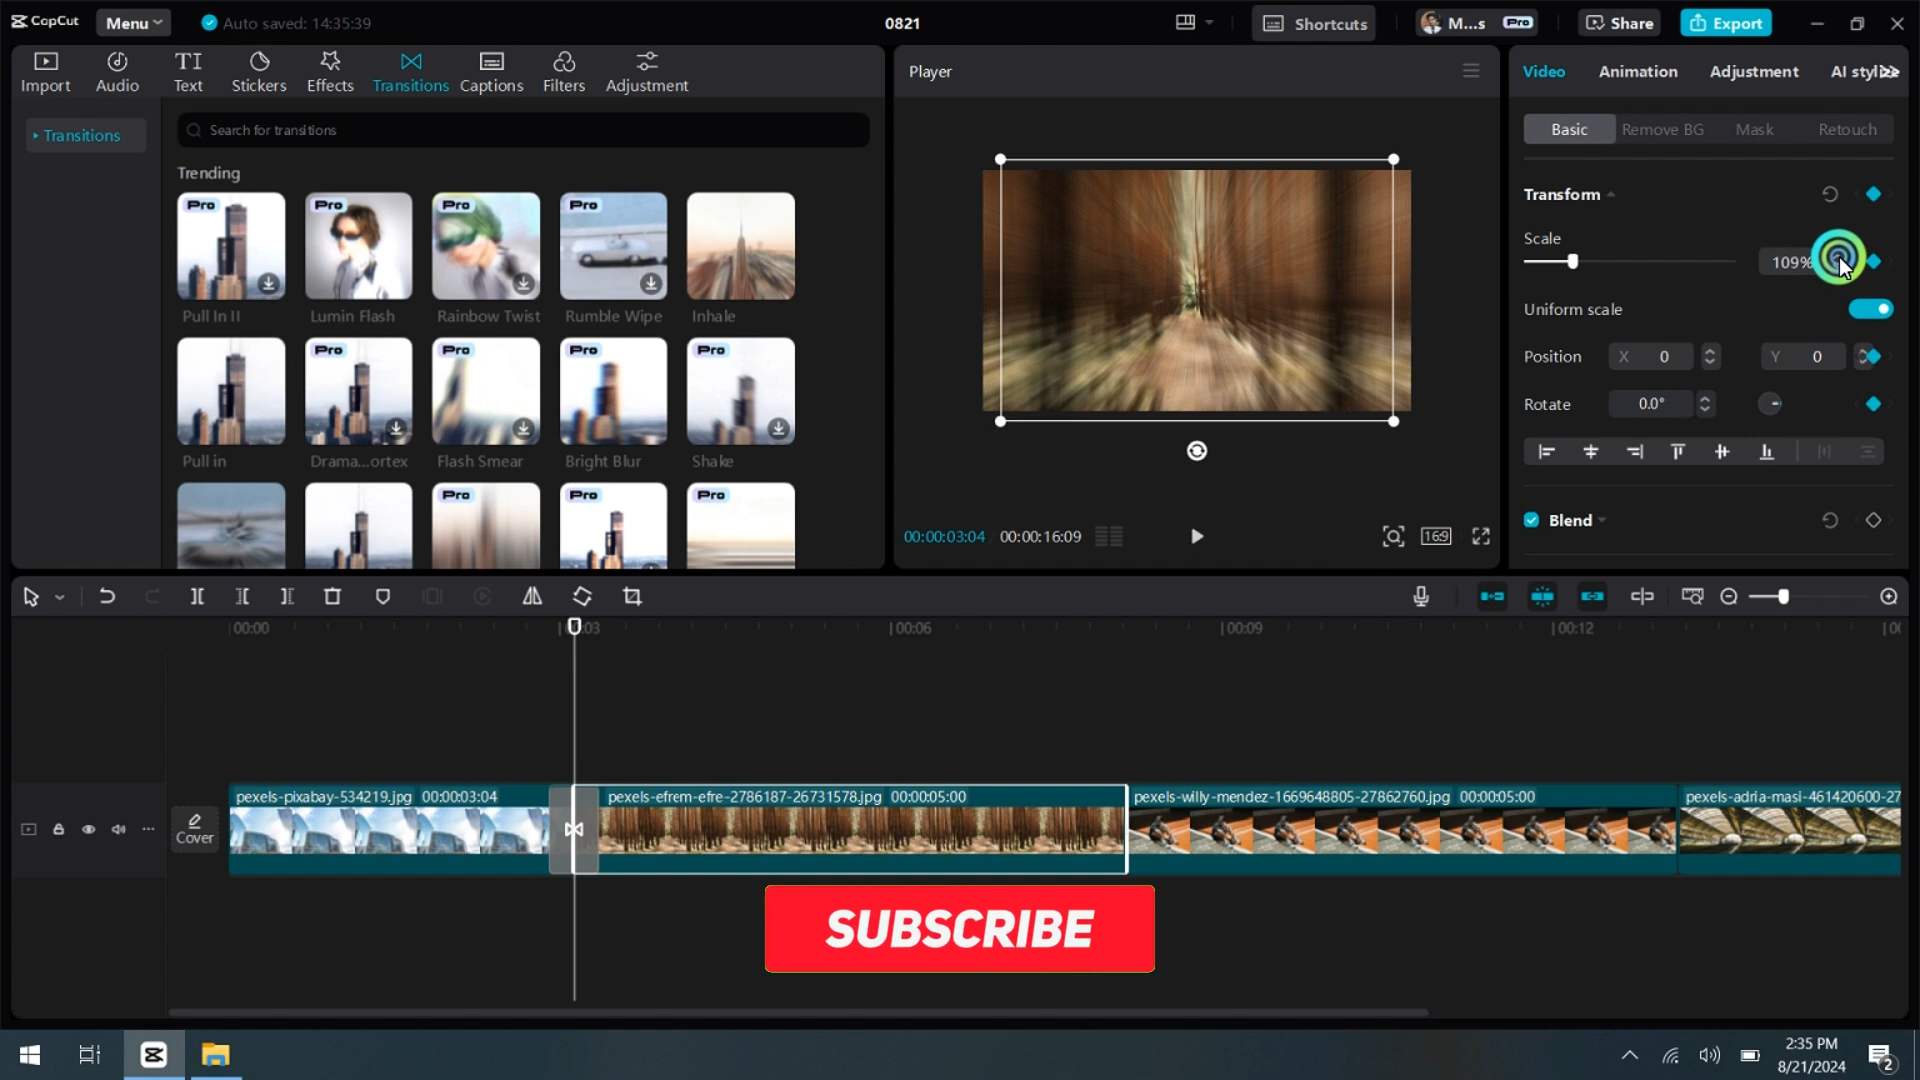 CapCut
Menu
Auto saved: 14:35:39
0821
Shortcuts
M...s
Pro
Share
Export
Import
Audio
TI
Text
Stickers
Effects
Transitions
Captions
Filters
Adjustment
Transitions
Search for transitions
Trending
Pro
Pro
Pro
Pro
Pull In II
Lumin Flash
Rainbow Twist
Rumble Wipe
Inhale
Pro
Pro
Pro
Pro
Pull in
Drama...ortex
Flash Smear
Bright Blur
Shake
Pro
Pro
Pro
Player
00:00:03:04
00:00:16:09
16:9
Video
Animation
Adjustment
AI styli
Basic
Remove BG
Mask
Retouch
Transform
Scale
109%
Uniform scale
Position
X 0
Y 0
Rotate
0.0°
Blend
00:00
00:03
00:06
00:09
00:12
Cover
pexels-pixabay-534219.jpg 00:00:03:04
pexels-efrem-efre-2786187-26731578.jpg 00:00:05:00
pexels-willy-mendez-1669648805-27862760.jpg 00:00:05:00
pexels-adria-masi-461420600-27
SUBSCRIBE
2:35 PM
8/21/2024
2